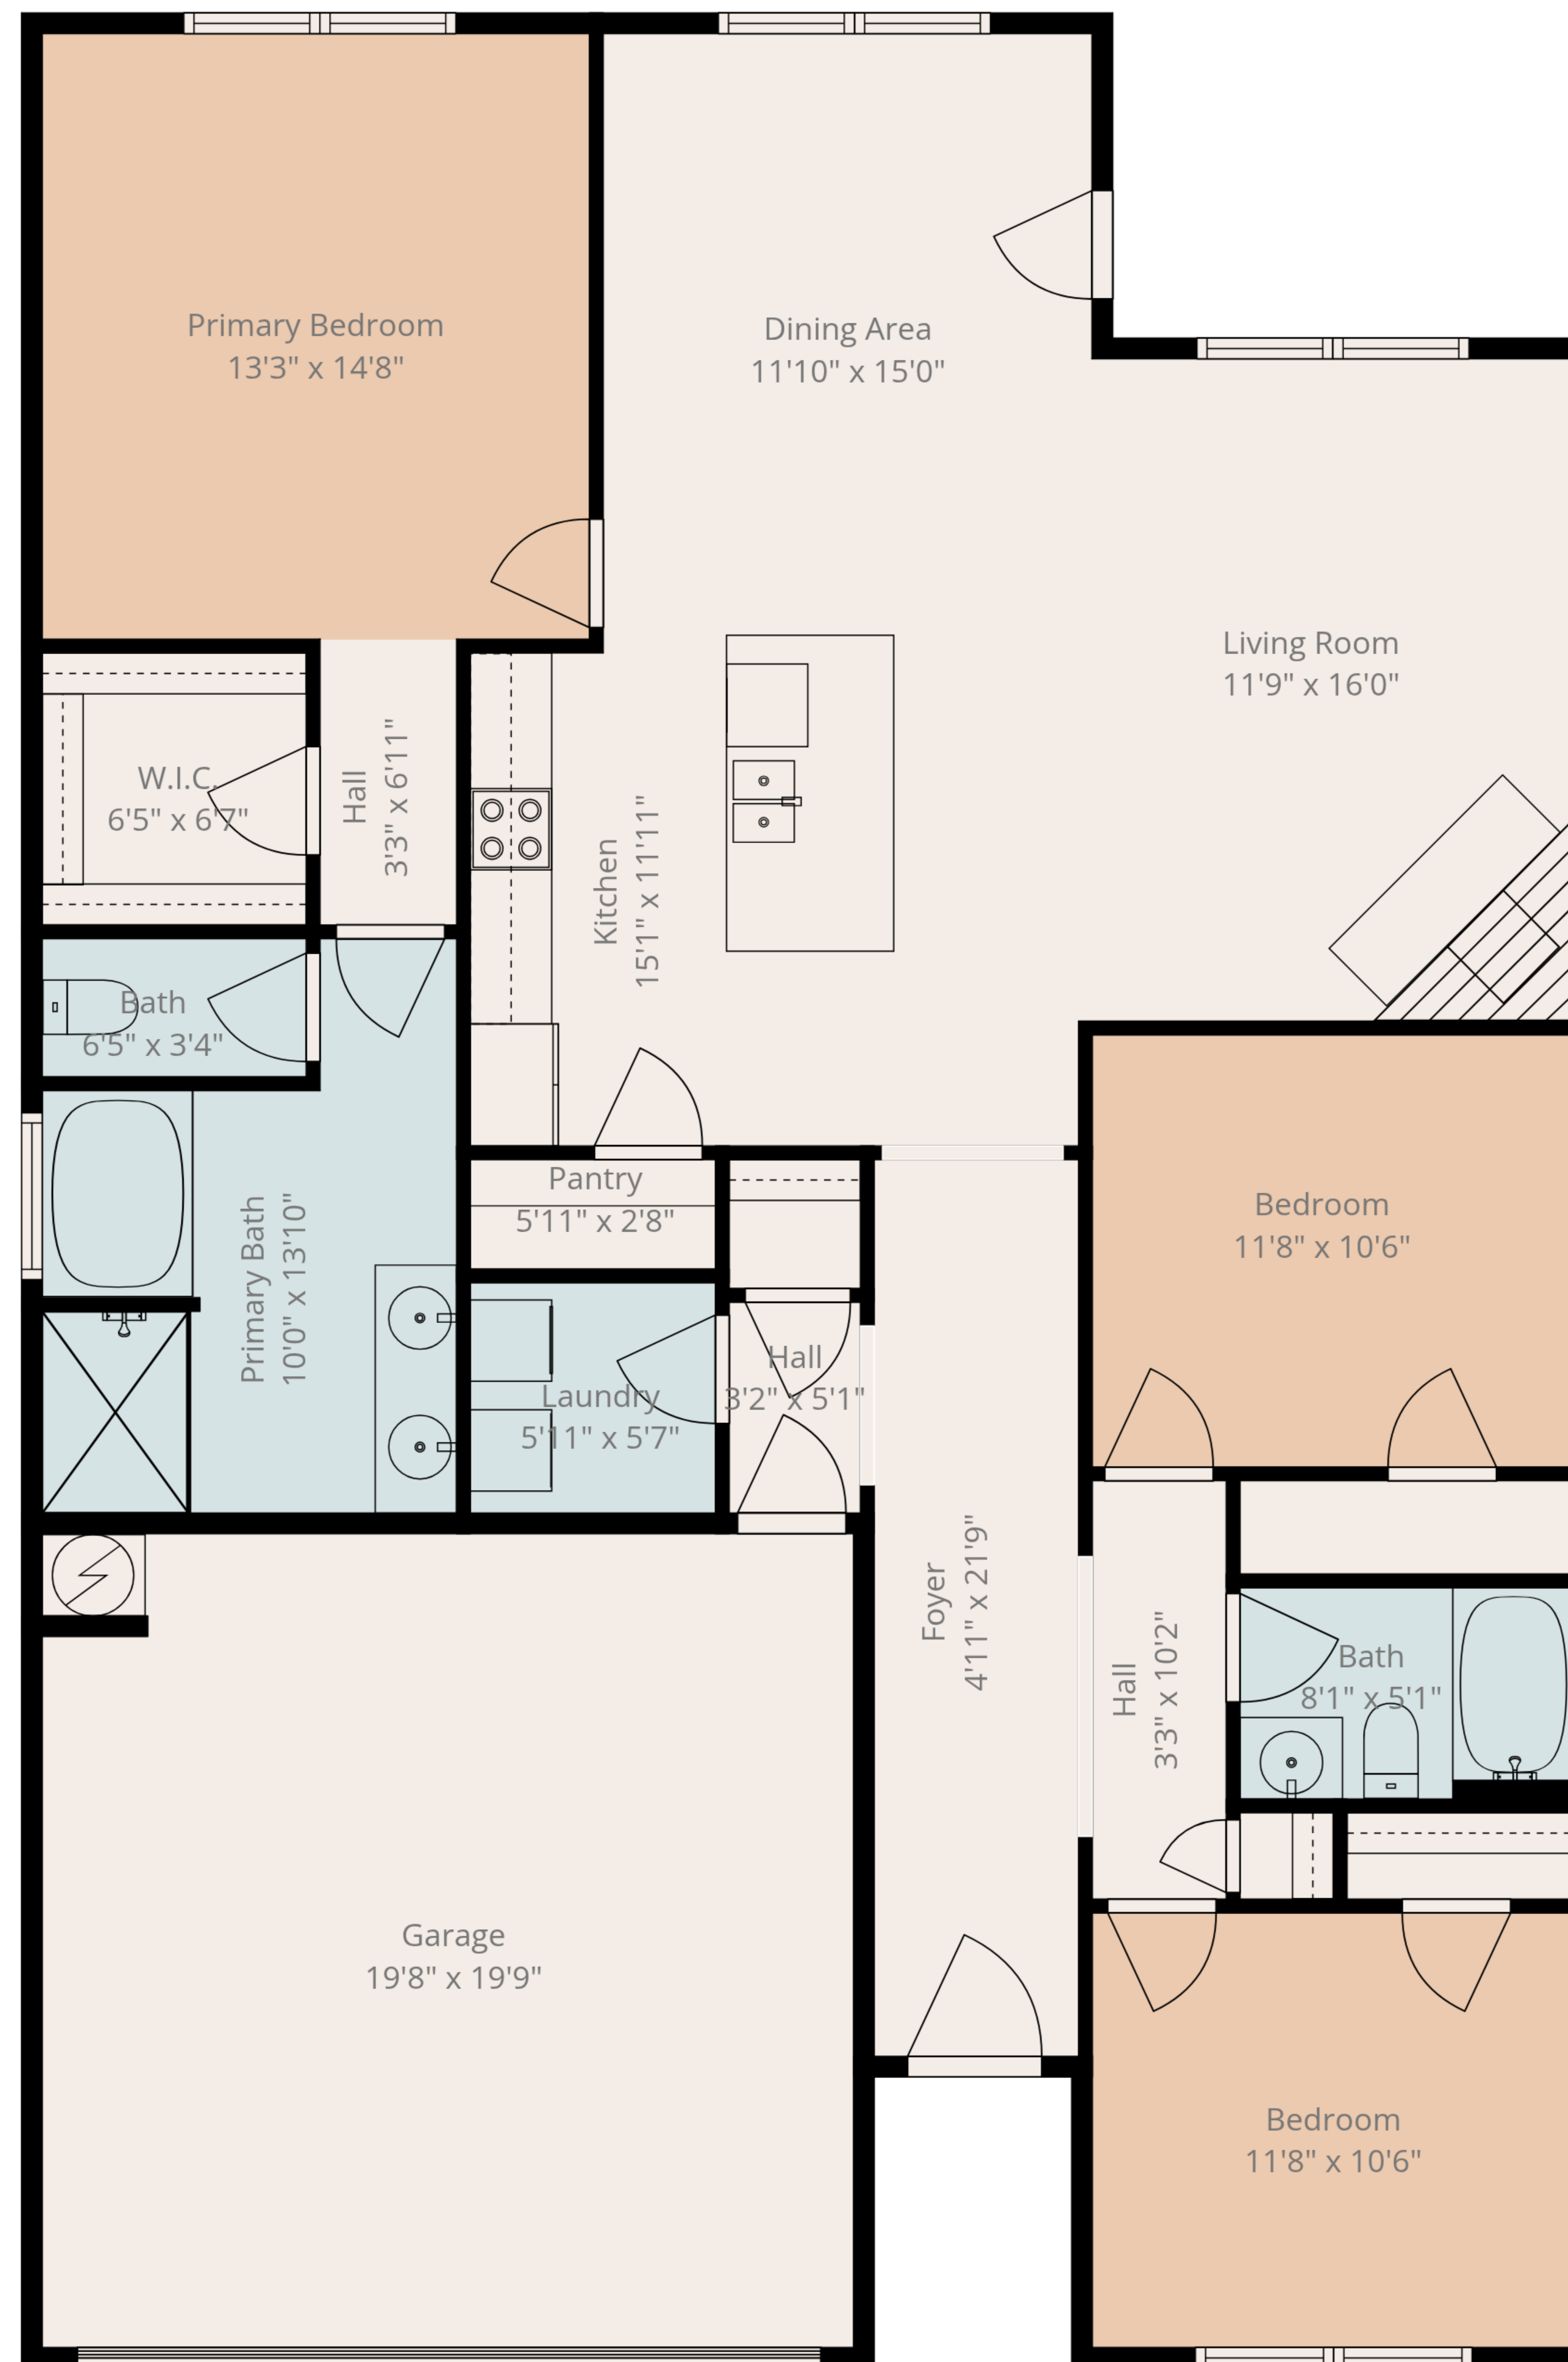 Primary Bedroom
13'3" x 14'8"
Dining Area
11'10" x 15'0"
Living Room
11'9" x 16'0"
W.I.C.
6'5" x 6'7"
Hall
3'3" x 6'11"
Kitchen
15'1" x 11'11"
Bath
6'5" x 3'4"
Primary Bath
10'0" x 13'10"
Pantry
5'11" x 2'8"
Bedroom
11'8" x 10'6"
Hall
3'2" x 5'1"
Laundry
5'11" x 5'7"
Foyer
4'11" x 21'9"
Hall
3'3" x 10'2"
Bath
8'1" x 5'1"
Garage
19'8" x 19'9"
Bedroom
11'8" x 10'6"